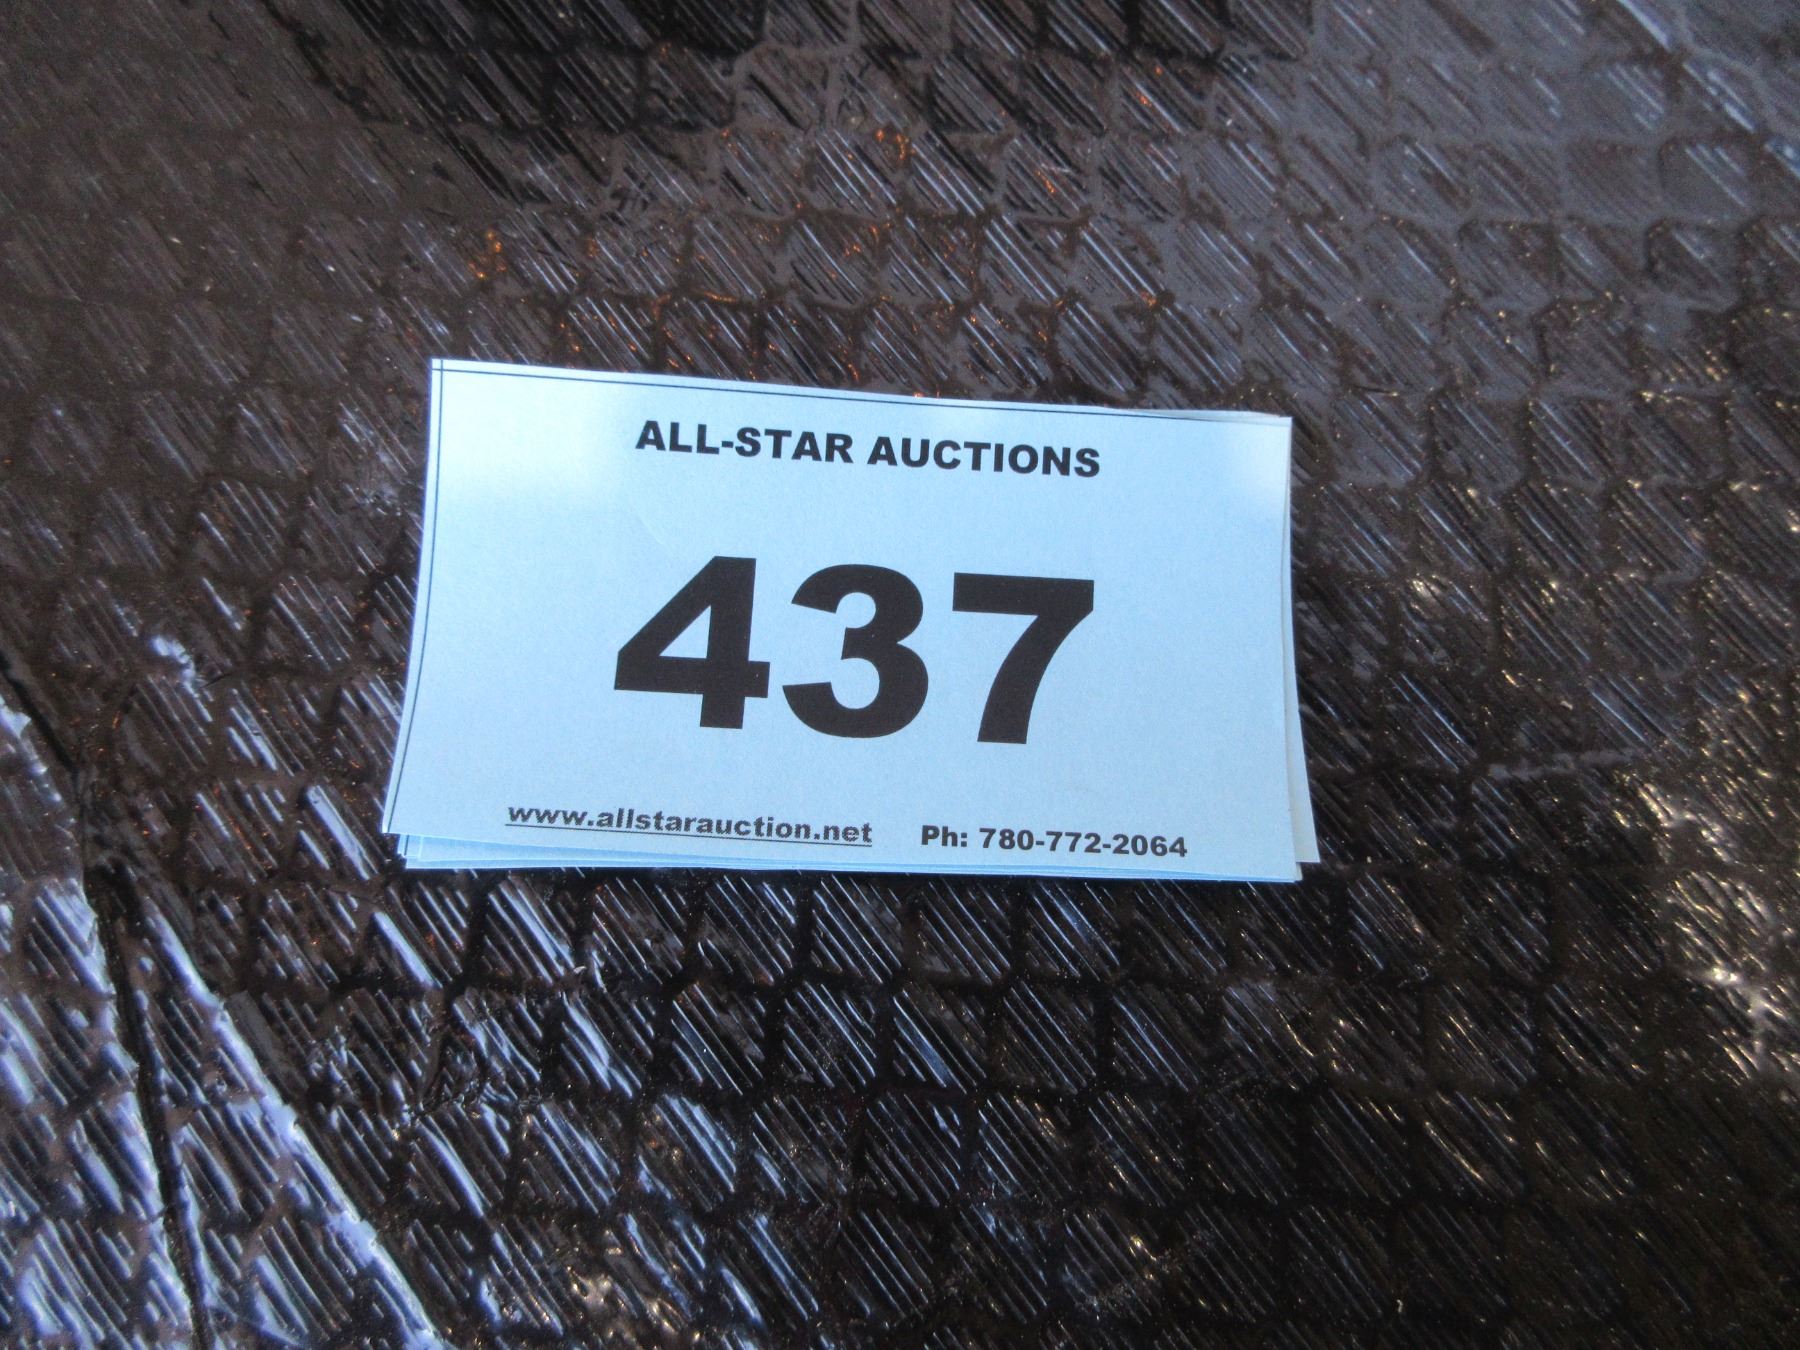 ALL-STAR AUCTIONS
437
www.allstarauction.net Ph: 780-772-2064